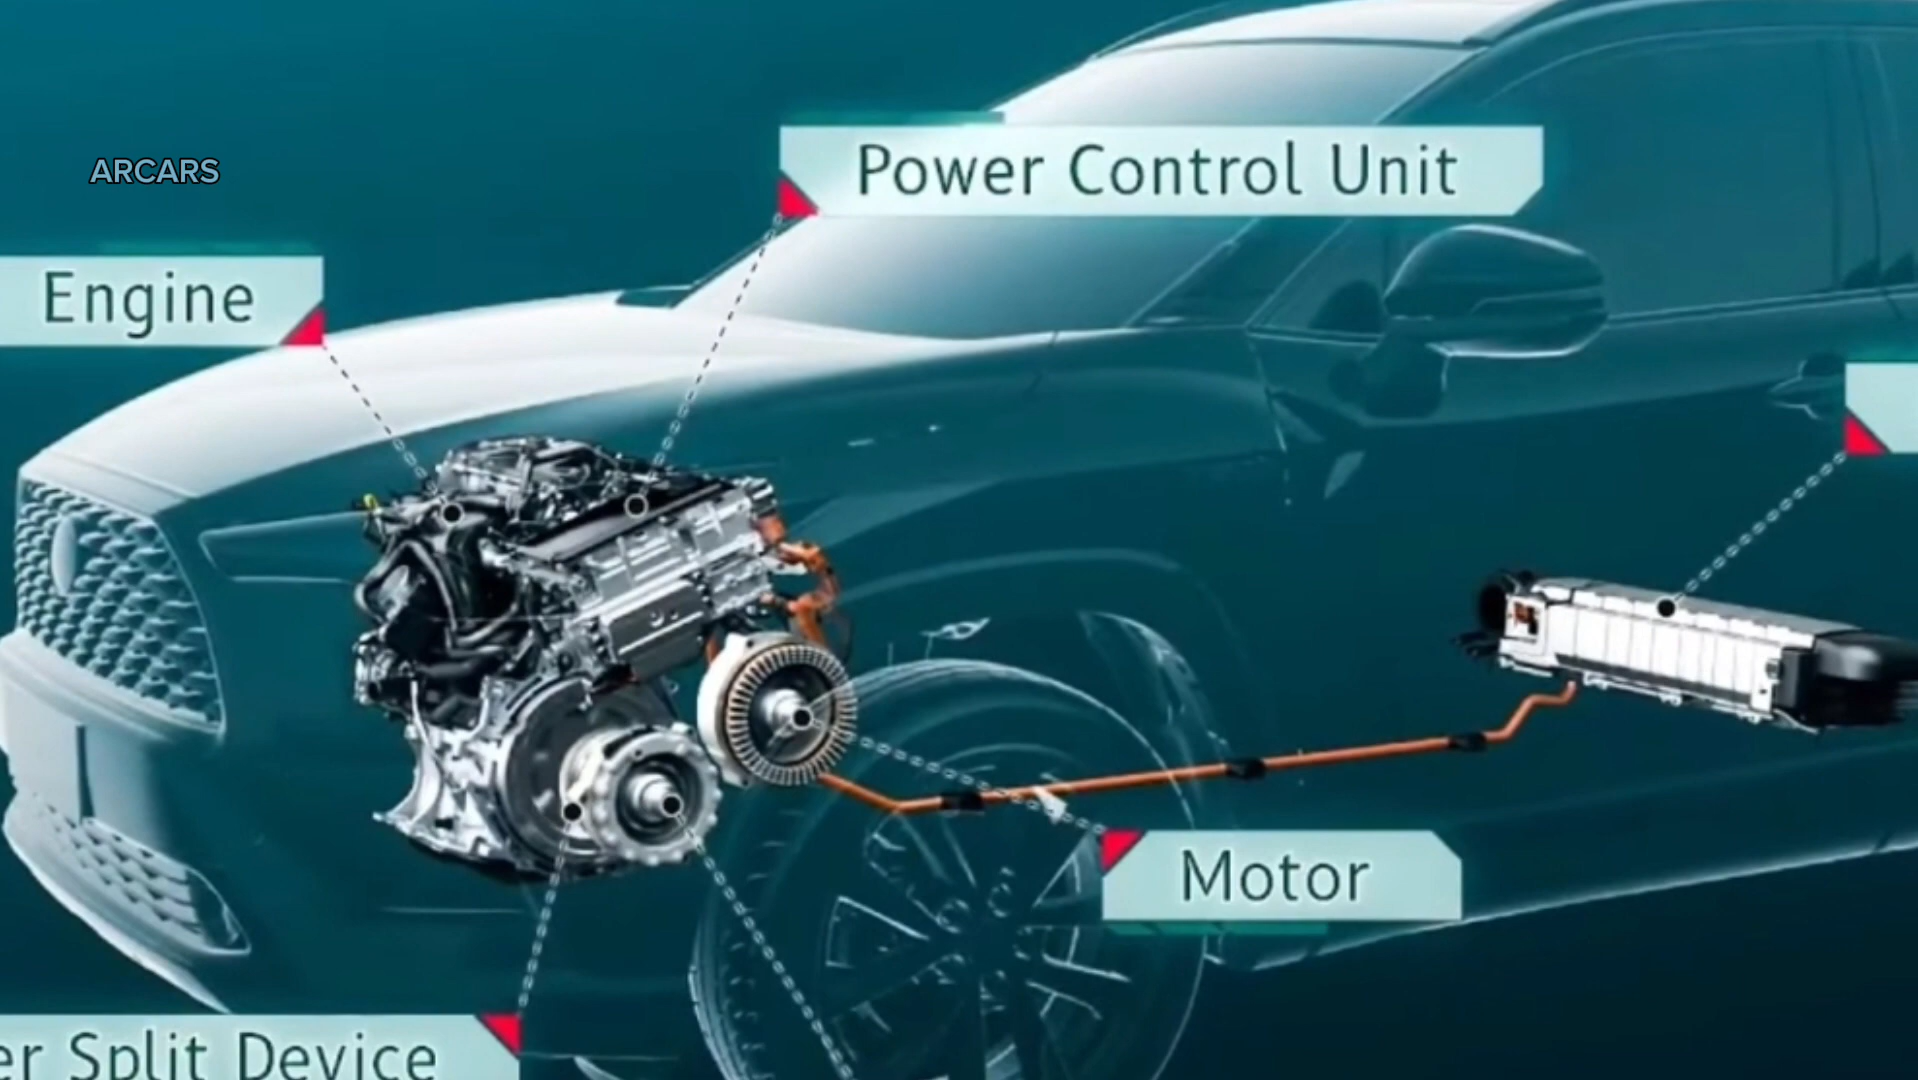 ARCARS
Power Control Unit
Engine
Motor
er Split Device